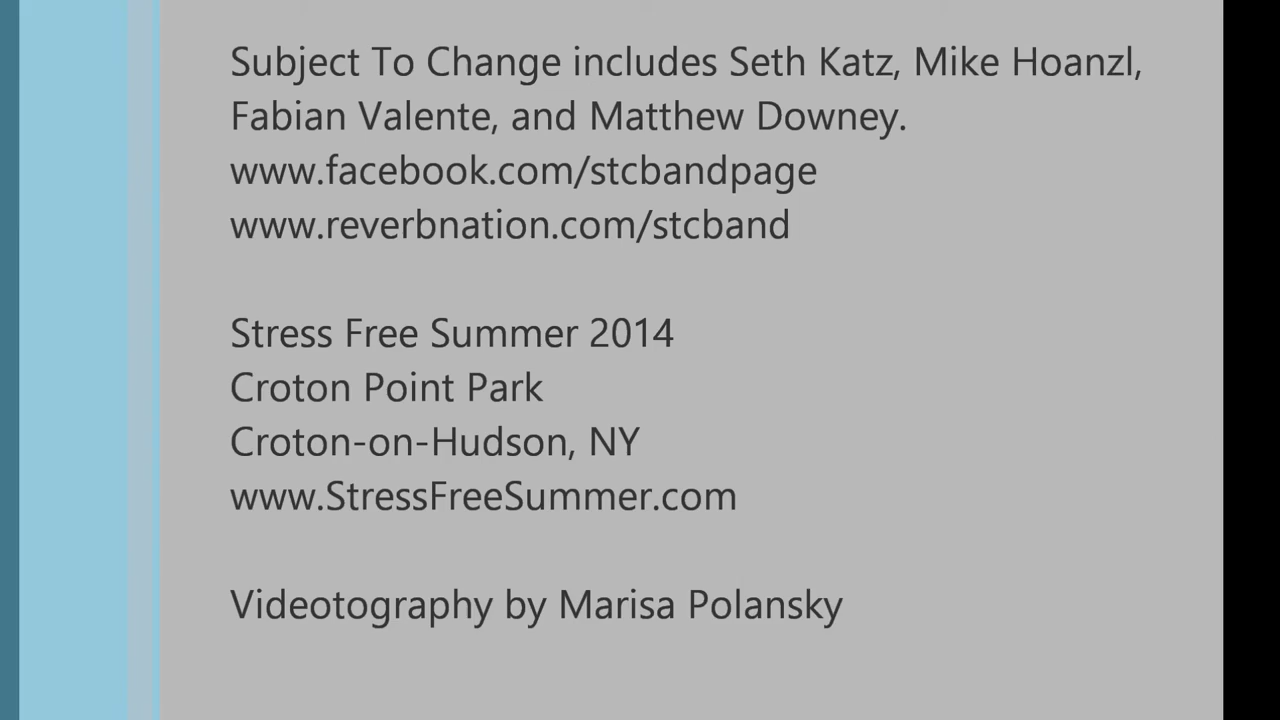 Subject To Change includes Seth Katz, Mike Hoanzl,
Fabian Valente, and Matthew Downey.
www.facebook.com/stcbandpage
www.reverbnation.com/stcband
Stress Free Summer 2014
Croton Point Park
Croton-on-Hudson, NY
www.StressFreeSummer.com
Videotography by Marisa Polansky